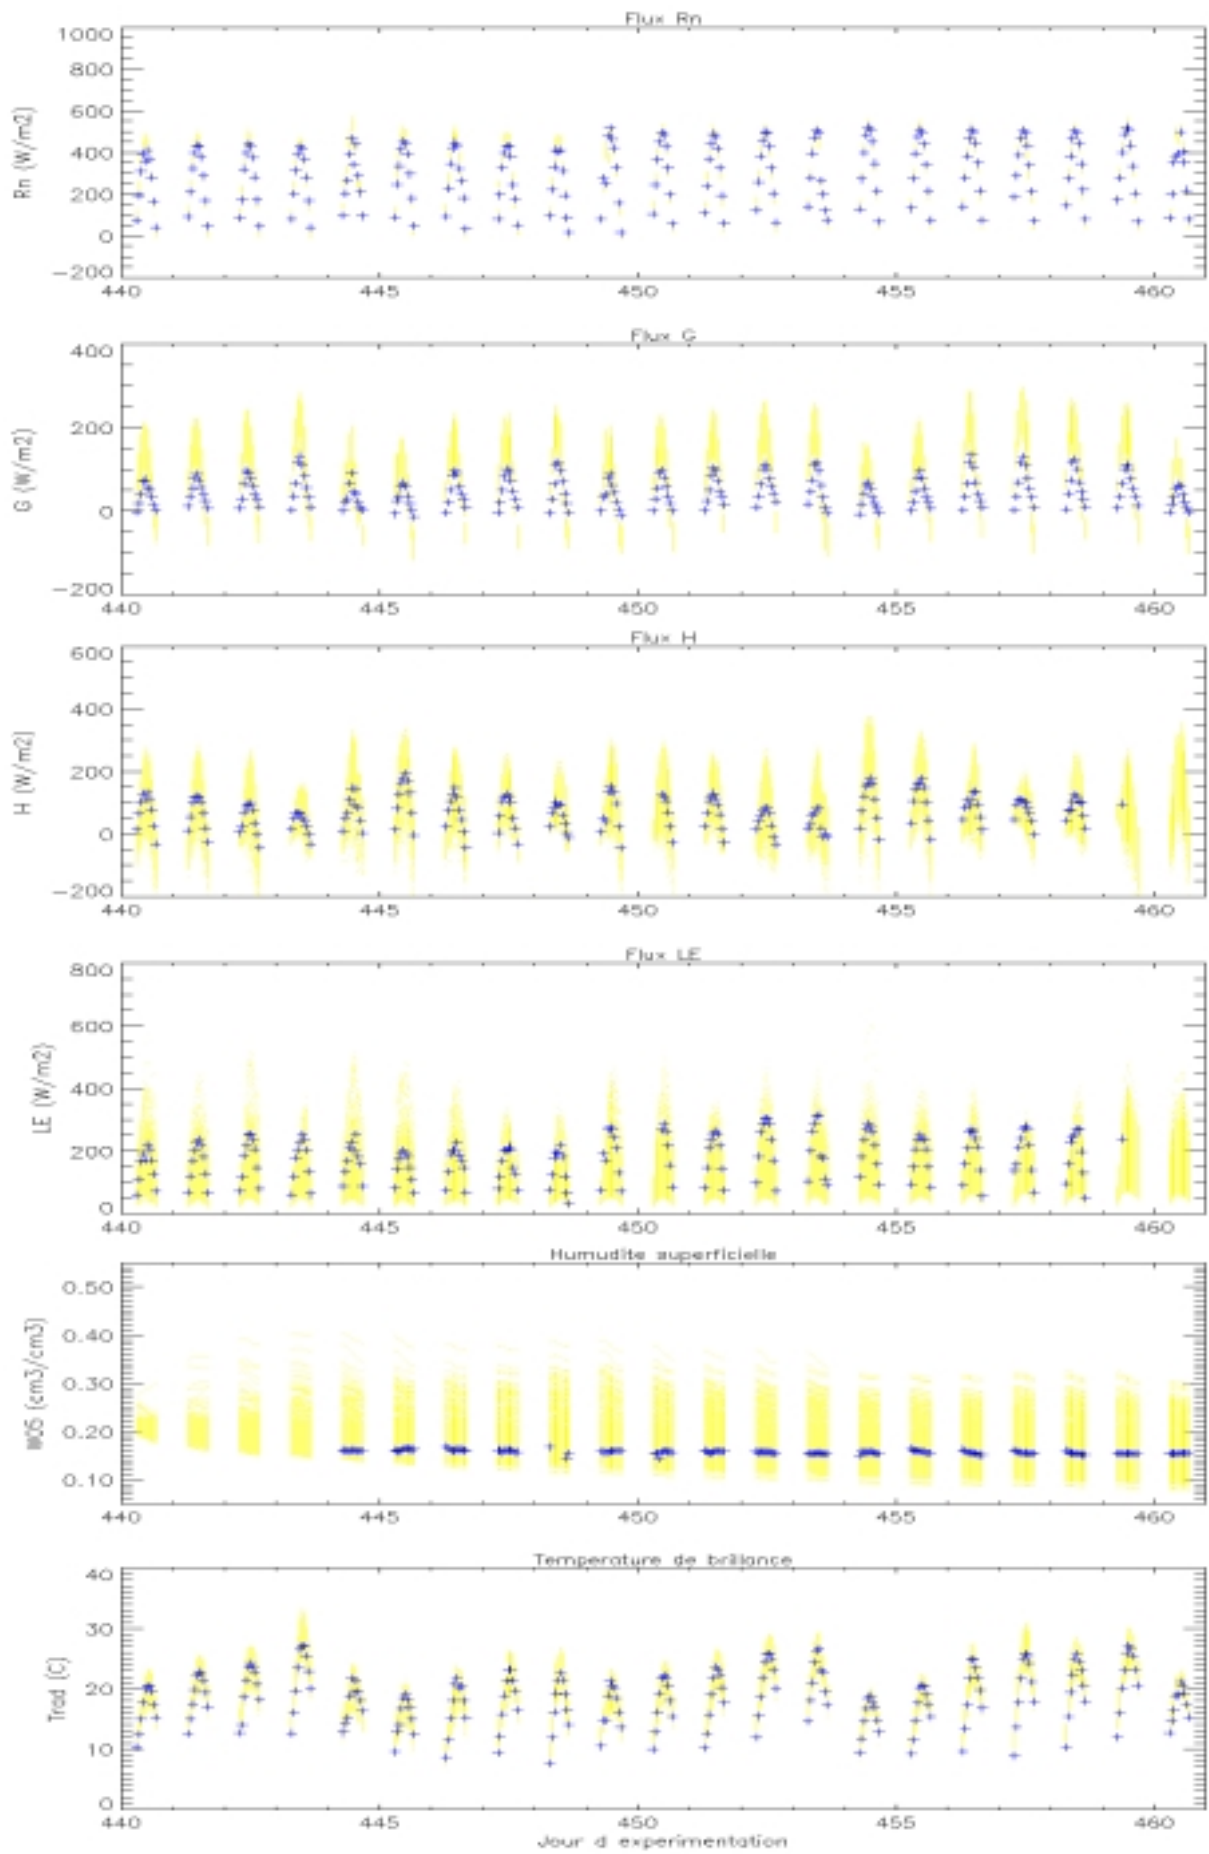 Flux Rn
Rn (W/m2)
1000
800
600
400
200
0
−200
440 445 450 455 460
Flux G
G (W/m2)
400
200
0
−200
440 445 450 455 460
Flux H
H (W/m2)
600
400
200
0
−200
440 445 450 455 460
Flux LE
LE (W/m2)
800
600
400
200
0
440 445 450 455 460
Humudite superficielle
W05 (cm3/cm3)
0.50
0.40
0.30
0.20
0.10
440 445 450 455 460
Temperature de brillance
Trad (C)
40
30
20
10
0
440 445 450 455 460
Jour d experimentation